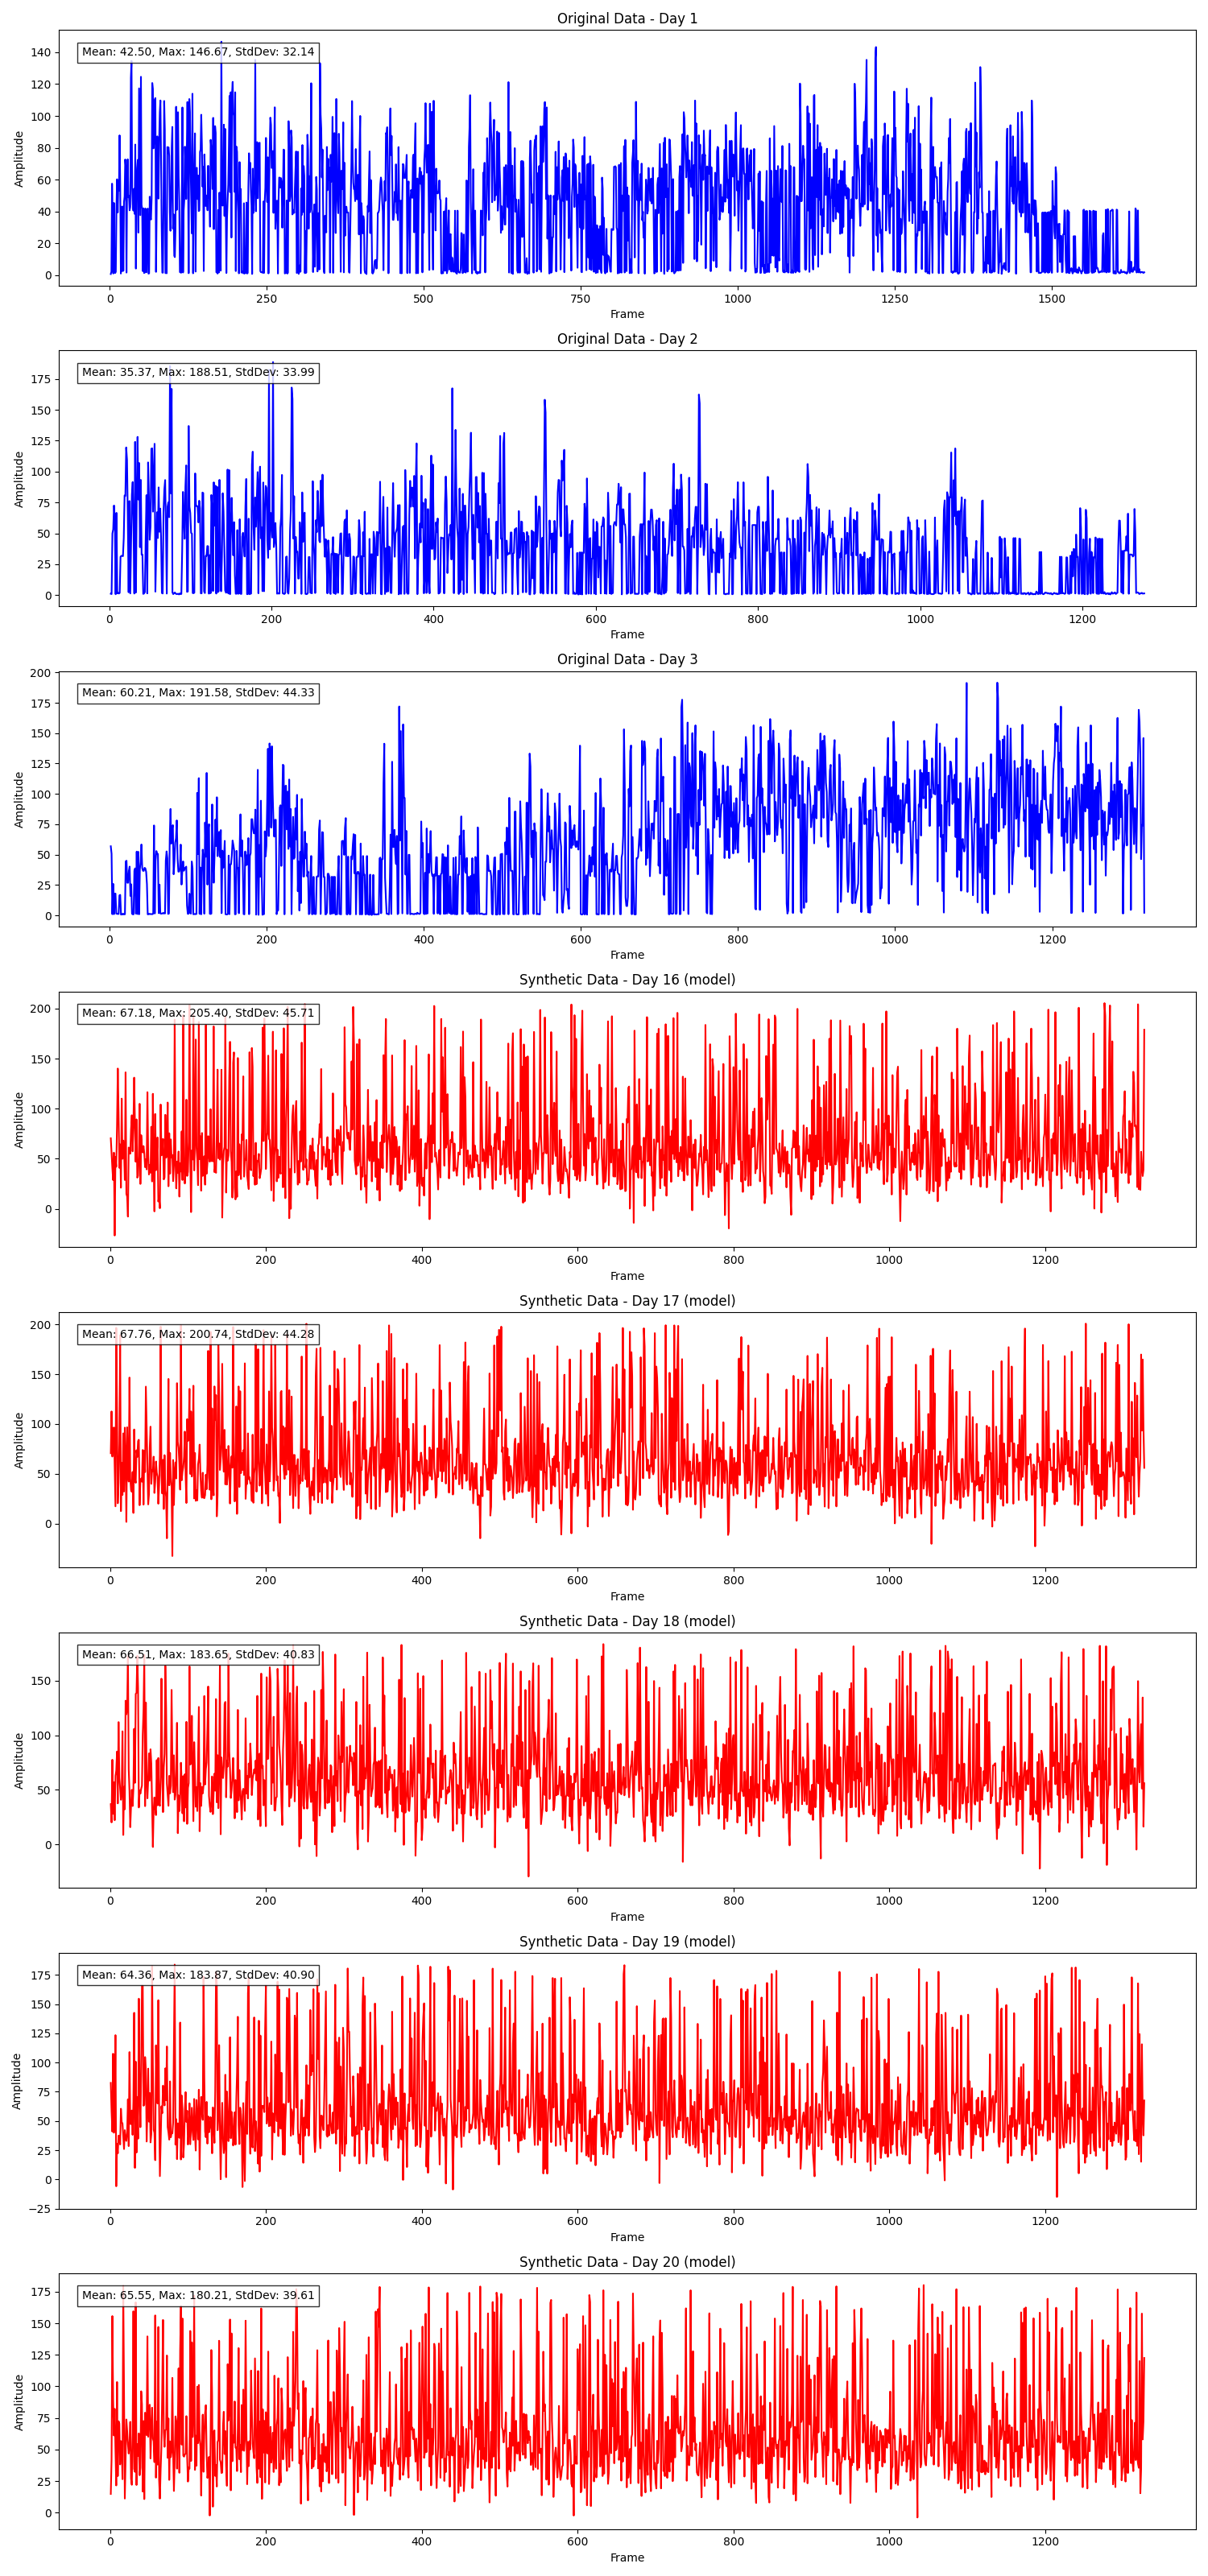 Original Data - Day 1
Mean: 42.50, Max: 146.67, StdDev: 32.14
Amplitude
140
120
100
80
60
40
20
0
0 250 500 750 1000 1250 1500
Frame
Original Data - Day 2
Mean: 35.37, Max: 188.51, StdDev: 33.99
Amplitude
175
150
125
100
75
50
25
0
0 200 400 600 800 1000 1200
Frame
Original Data - Day 3
Mean: 60.21, Max: 191.58, StdDev: 44.33
Amplitude
200
175
150
125
100
75
50
25
0
0 200 400 600 800 1000 1200
Frame
Synthetic Data - Day 16 (model)
Mean: 67.18, Max: 205.40, StdDev: 45.71
Amplitude
200
150
100
50
0
0 200 400 600 800 1000 1200
Frame
Synthetic Data - Day 17 (model)
Mean: 67.76, Max: 200.74, StdDev: 44.28
Amplitude
200
150
100
50
0
0 200 400 600 800 1000 1200
Frame
Synthetic Data - Day 18 (model)
Mean: 66.51, Max: 183.65, StdDev: 40.83
Amplitude
150
100
50
0
0 200 400 600 800 1000 1200
Frame
Synthetic Data - Day 19 (model)
Mean: 64.36, Max: 183.87, StdDev: 40.90
Amplitude
175
150
125
100
75
50
25
0
−25
0 200 400 600 800 1000 1200
Frame
Synthetic Data - Day 20 (model)
Mean: 65.55, Max: 180.21, StdDev: 39.61
Amplitude
175
150
125
100
75
50
25
0
0 200 400 600 800 1000 1200
Frame